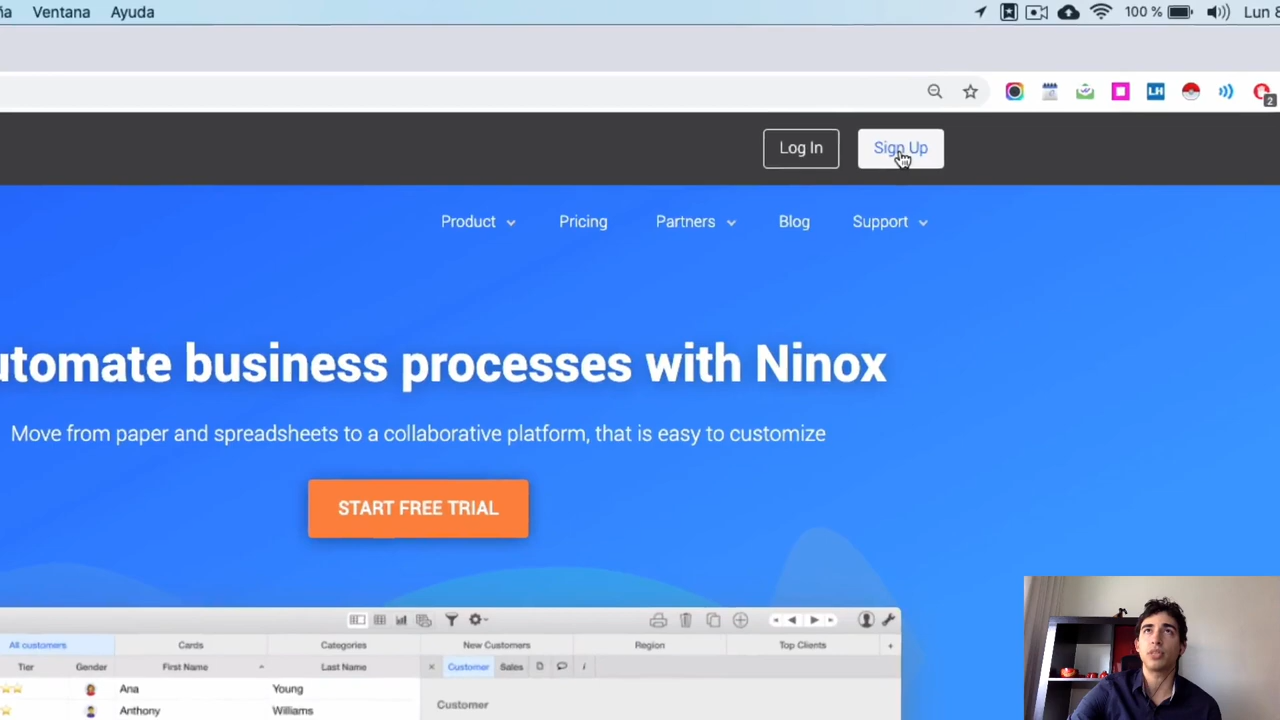 Ventana Ayuda 100 % Lun
2
Log In Sign Up
Product Pricing Partners Blog Support
utomate business processes with Ninox
Move from paper and spreadsheets to a collaborative platform, that is easy to customize
START FREE TRIAL
All customers Cards Categories New Customers Region Top Clients +
Tier Gender First Name Last Name × Customer Sales i
Ana Young
Customer
Anthony Williams
LH